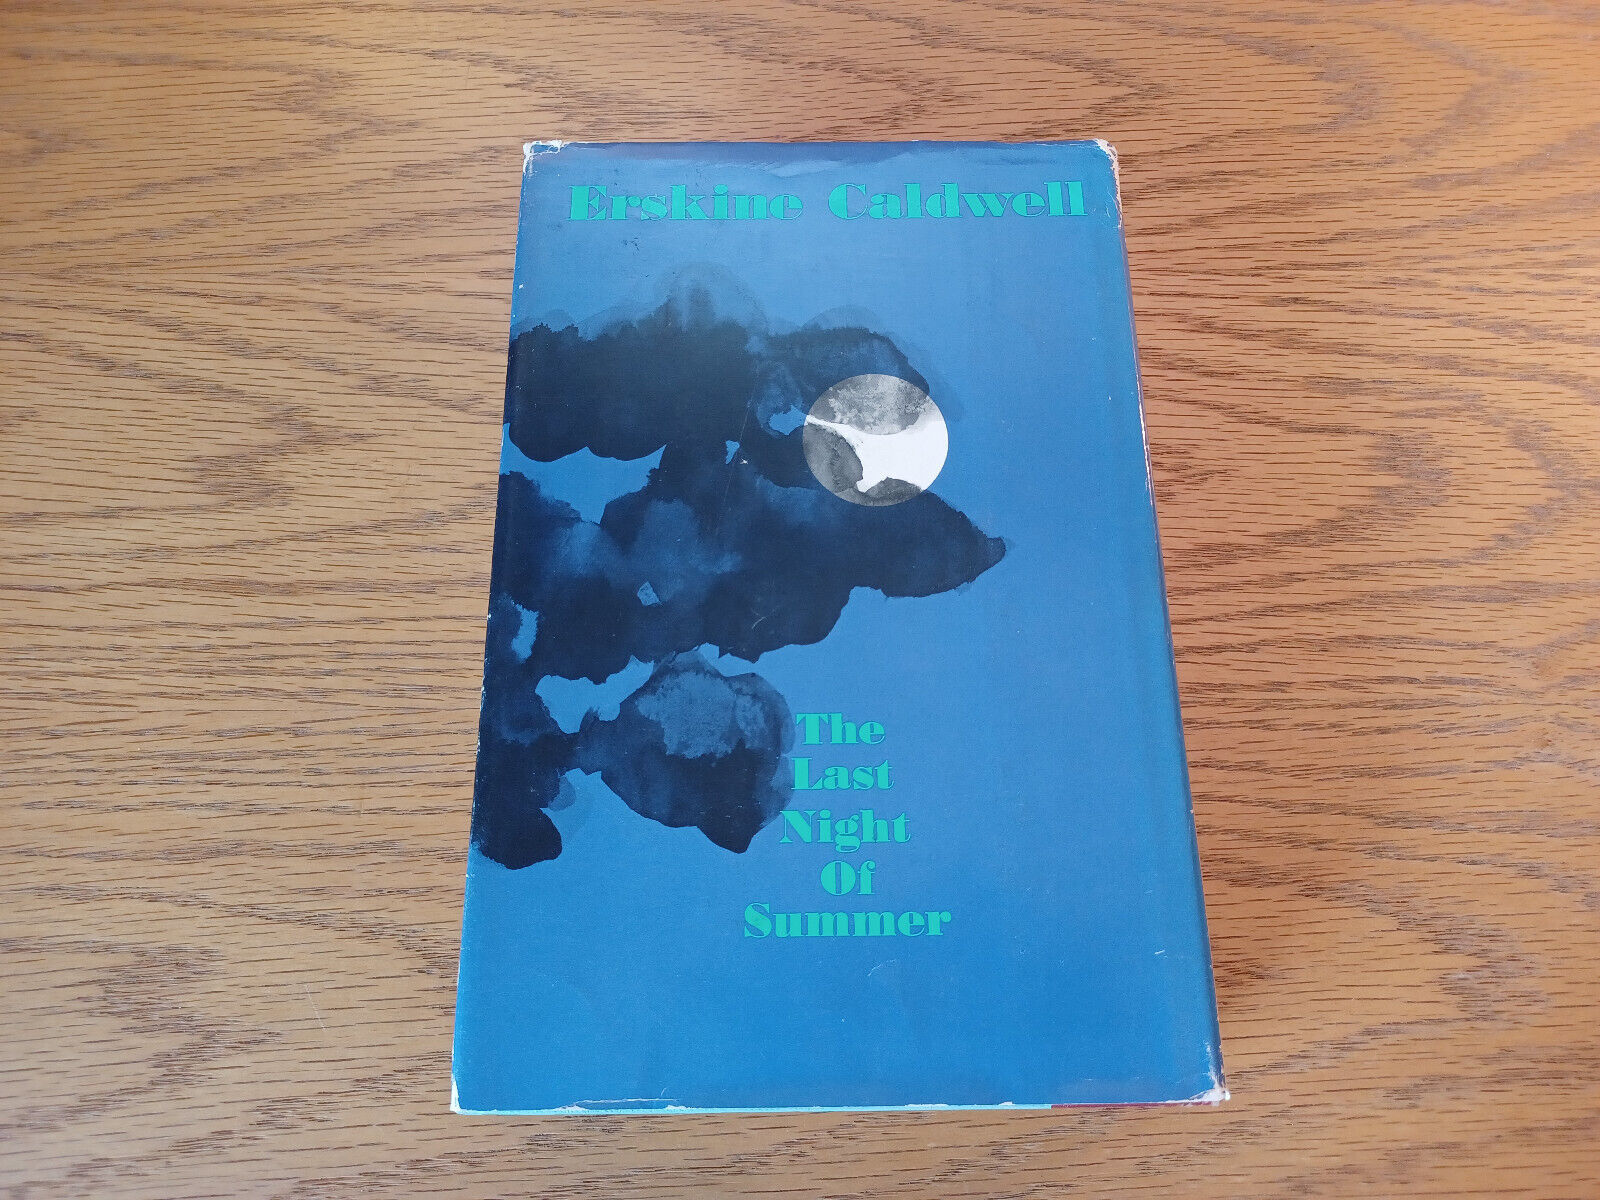 Erskine Caldwell
The
Last
Night
Of
Summer